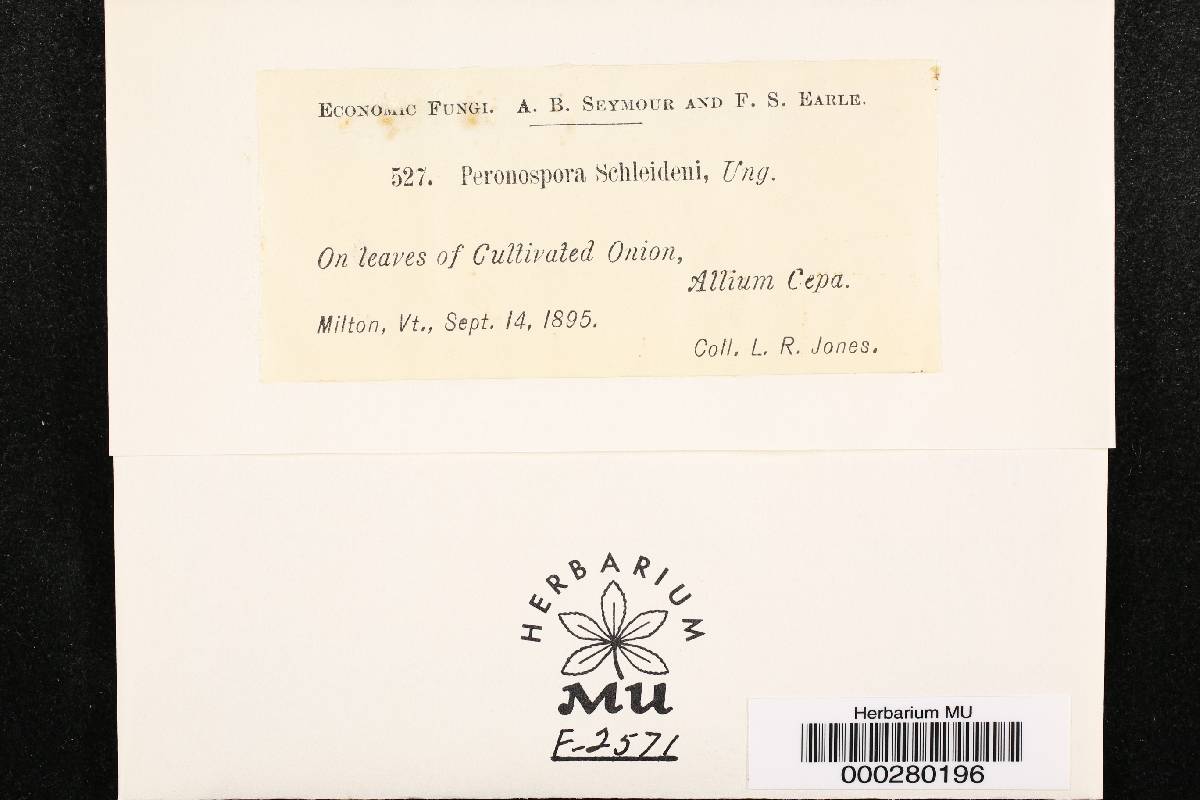 ECONOMIC FUNGI. A. B. SEYMOUR AND F. S. EARLE.
527. Peronospora Schleideni, Ung.
On leaves of Cultivated Onion,
Allium Cepa.
Milton, Vt., Sept. 14, 1895.
Coll. L. R. Jones.
HERBARIUM
MU
F-2571
Herbarium MU
000280196